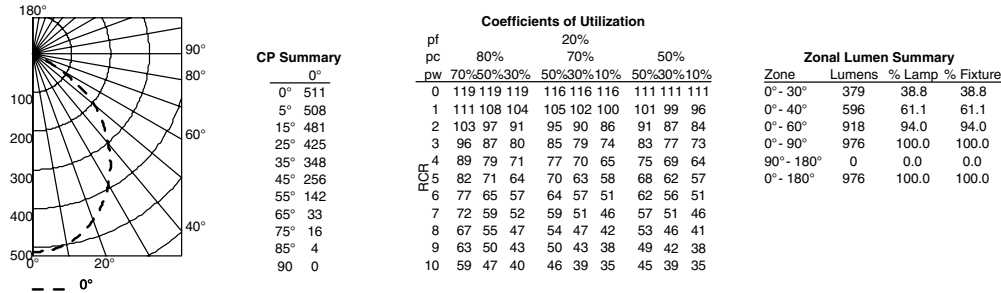 180°
90°
80°
60°
40°
20°
0°
100
200
300
400
500
0°
CP Summary
0°
0° 511
5° 508
15° 481
25° 425
35° 348
45° 256
55° 142
65° 33
75° 16
85° 4
90 0
Coefficients of Utilization
pf 20%
pc 80% 70% 50%
pw 70%50%30% 50%30%10% 50%30%10%
RCR
0 119 119 119 116 116 116 111 111 111
1 111 108 104 105 102 100 101 99 96
2 103 97 91 95 90 86 91 87 84
3 96 87 80 85 79 74 83 77 73
4 89 79 71 77 70 65 75 69 64
5 82 71 64 70 63 58 68 62 57
6 77 65 57 64 57 51 62 56 51
7 72 59 52 59 51 46 57 51 46
8 67 55 47 54 47 42 53 46 41
9 63 50 43 50 43 38 49 42 38
10 59 47 40 46 39 35 45 39 35
Zonal Lumen Summary
Zone Lumens % Lamp % Fixture
0°- 30° 379 38.8 38.8
0°- 40° 596 61.1 61.1
0°- 60° 918 94.0 94.0
0°- 90° 976 100.0 100.0
90°- 180° 0 0.0 0.0
0°- 180° 976 100.0 100.0